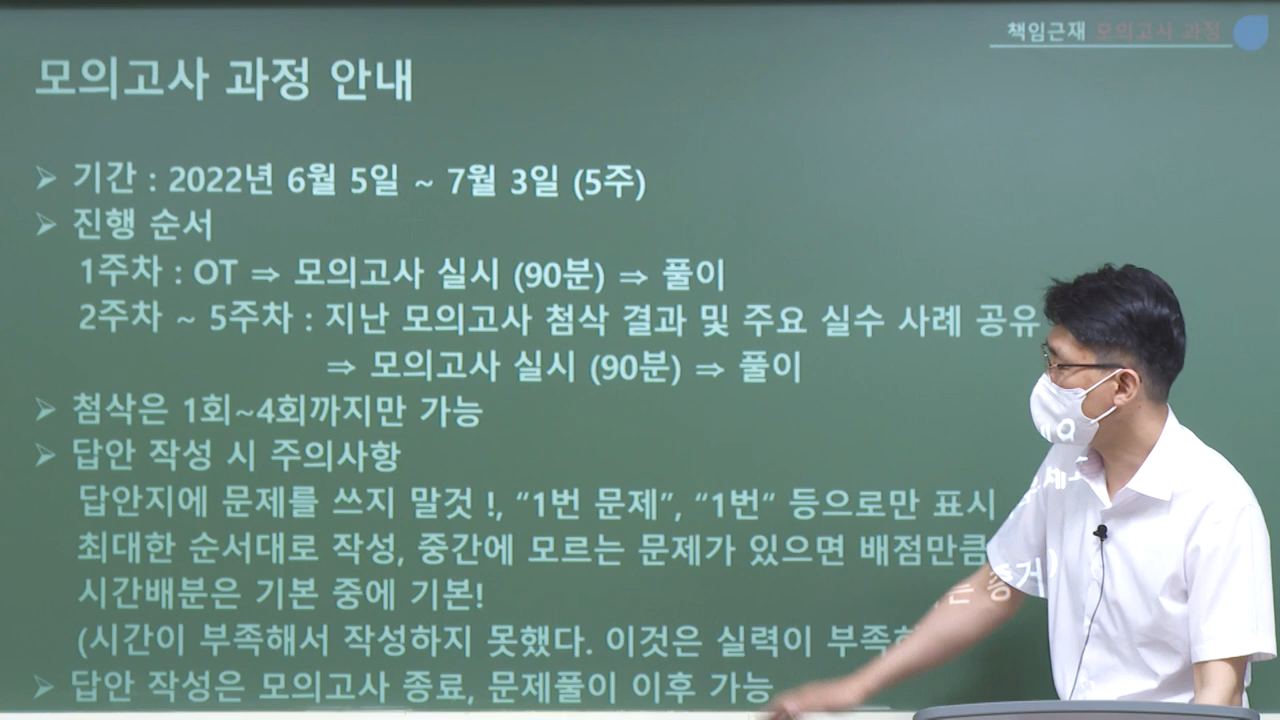 책임근재 모의고사 과정
모의고사 과정 안내
➢ 기간 : 2022년 6월 5일 ~ 7월 3일 (5주)
➢ 진행 순서
1주차 : OT ⇒ 모의고사 실시 (90분) ⇒ 풀이
2주차 ~ 5주차 : 지난 모의고사 첨삭 결과 및 주요 실수 사례 공유
⇒ 모의고사 실시 (90분) ⇒ 풀이
➢ 첨삭은 1회~4회까지만 가능
➢ 답안 작성 시 주의사항
답안지에 문제를 쓰지 말것 !, “1번 문제”, “1번“ 등으로만 표시
최대한 순서대로 작성, 중간에 모르는 문제가 있으면 배점만큼
시간배분은 기본 중에 기본!
(시간이 부족해서 작성하지 못했다. 이것은 실력이
➢ 답안 작성은 모의고사 종료, 문제풀이 이후 가능